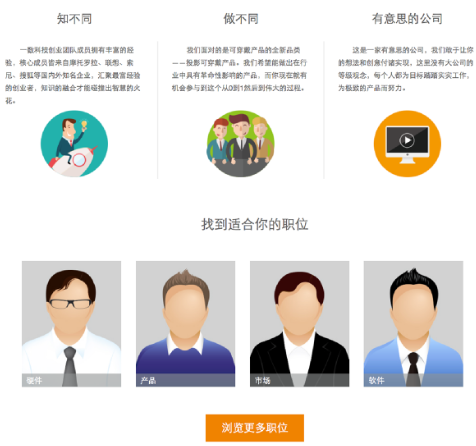 知不同
一数科技创业团队成员拥有丰富的经
验，核心成员皆来自摩托罗拉、联想、索
尼、搜狐等国内外知名企业，汇聚最富经验
的创业者，知识的融合才能碰撞出智慧的火
花。
做不同
我们面对的是可穿戴产品的全新品类
——投影可穿戴产品。我们希望能做出在行
业中具有革命性影响的产品，而你现在就有
机会参与到这个从0到1然后到伟大的过程。
有意思的公司
这是一家有意思的公司，我们敢于让你
的想法和创意付诸实现，这里没有大公司的
等级观念，每个人都为目标踏踏实实工作，
为极致的产品而努力。
找到适合你的职位
硬件
产品
市场
软件
浏览更多职位